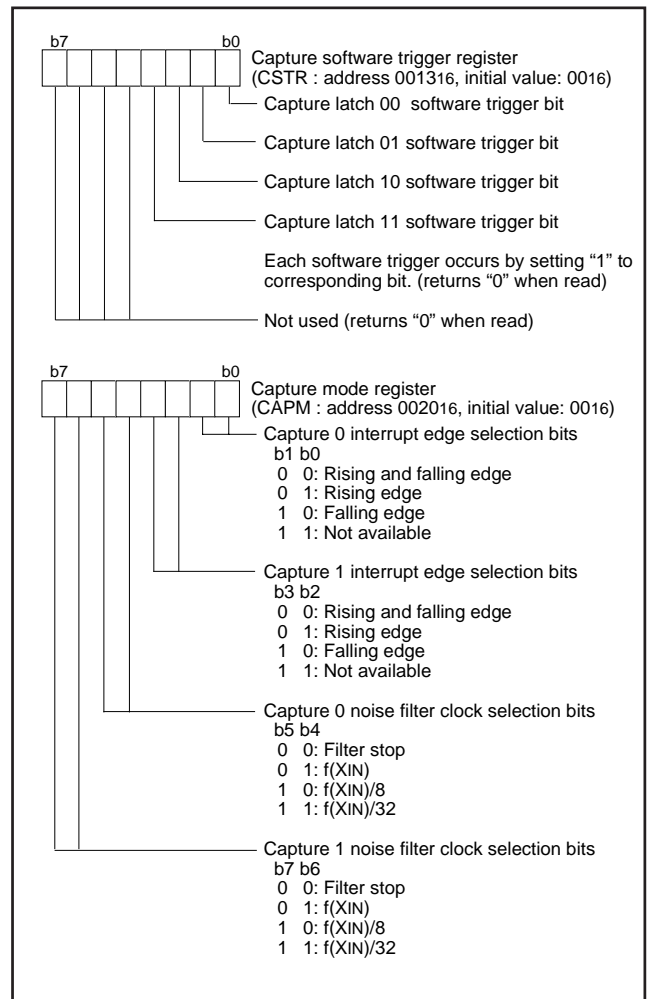 b7 b0
Capture software trigger register
(CSTR : address 001316, initial value: 0016)
Capture latch 00 software trigger bit
Capture latch 01 software trigger bit
Capture latch 10 software trigger bit
Capture latch 11 software trigger bit
Each software trigger occurs by setting “1” to
corresponding bit. (returns “0” when read)
Not used (returns “0” when read)
b7 b0
Capture mode register
(CAPM : address 002016, initial value: 0016)
Capture 0 interrupt edge selection bits
b1 b0
0 0: Rising and falling edge
0 1: Rising edge
1 0: Falling edge
1 1: Not available
Capture 1 interrupt edge selection bits
b3 b2
0 0: Rising and falling edge
0 1: Rising edge
1 0: Falling edge
1 1: Not available
Capture 0 noise filter clock selection bits
b5 b4
0 0: Filter stop
0 1: f(XIN)
1 0: f(XIN)/8
1 1: f(XIN)/32
Capture 1 noise filter clock selection bits
b7 b6
0 0: Filter stop
0 1: f(XIN)
1 0: f(XIN)/8
1 1: f(XIN)/32